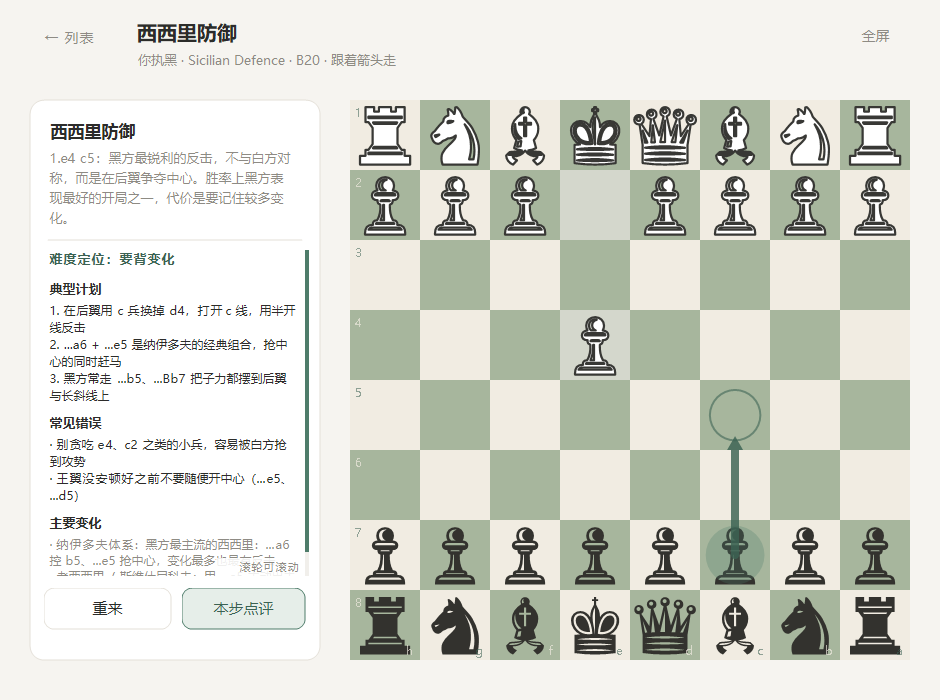 ← 列表
西西里防御
你执黑 · Sicilian Defence · B20 · 跟着箭头走
全屏
西西里防御
1.e4 c5：黑方最锐利的反击，不与白方对
称，而是在后翼争夺中心。胜率上黑方表
现最好的开局之一，代价是要记住较多变
化。
难度定位：要背变化
典型计划
1. 在后翼用 c 兵换掉 d4，打开 c 线，用半开
线反击
2. ...a6 + ...e5 是纳伊多夫的经典组合，抢中
心的同时赶马
3. 黑方常走 ...b5、...Bb7 把子力都摆到后翼
与长斜线上
常见错误
· 别贪吃 e4、c2 之类的小兵，容易被白方抢
到攻势
· 王翼没安顿好之前不要随便开中心（...e5、
...d5）
主要变化
· 纳伊多夫体系：黑方最主流的西西里：...a6
控 b5、...e5 抢中心，变化最多
滚轮可滚动
重来
本步点评
1
2
3
4
5
6
7
8
h g f e d c b a